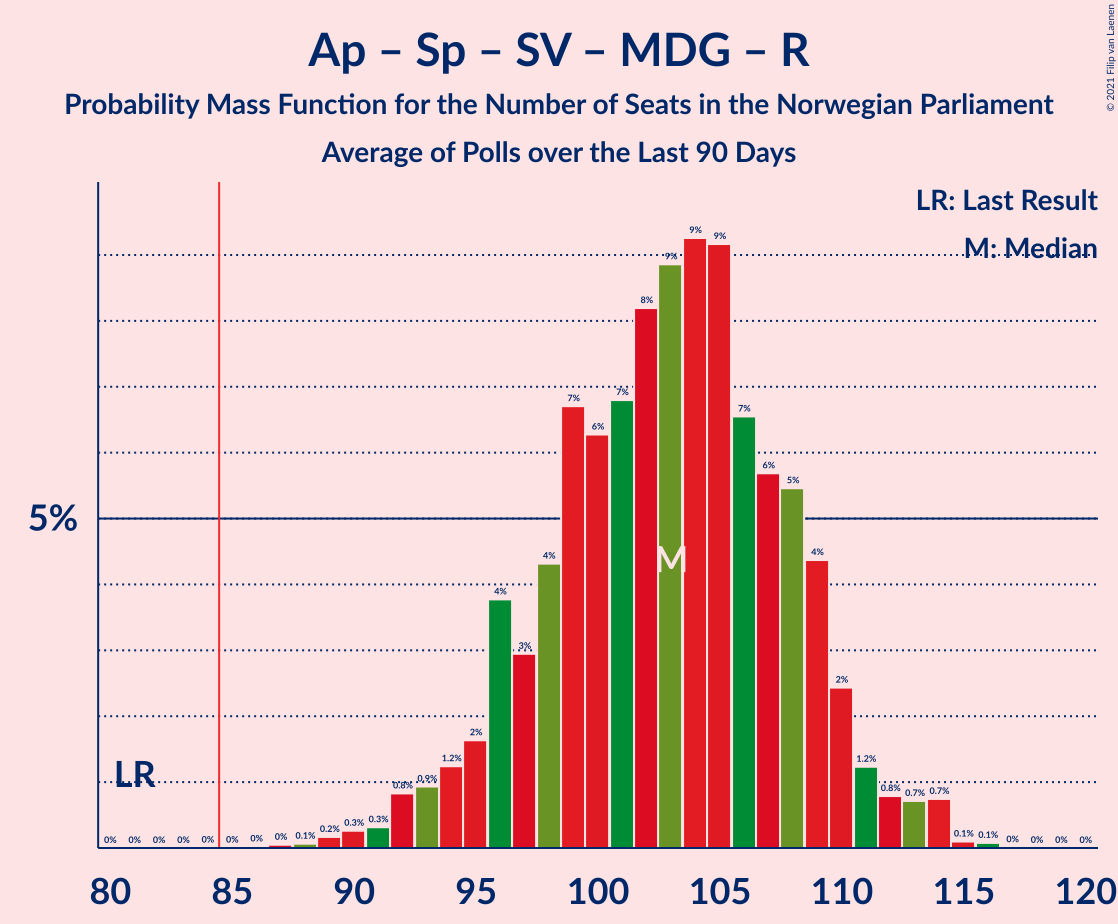 Ap – Sp – SV – MDG – R
Probability Mass Function for the Number of Seats in the Norwegian Parliament
Average of Polls over the Last 90 Days
© 2021 Filip van Laenen
LR: Last Result
M: Median
5%
LR
M
0% 0% 0% 0% 0% 0% 0% 0% 0.1% 0.2% 0.3% 0.3% 0.8% 0.9% 1.2% 2% 4% 3% 4% 7% 6% 7% 8% 9% 9% 9% 7% 6% 5% 4% 2% 1.2% 0.8% 0.7% 0.7% 0.1% 0.1% 0% 0% 0% 0%
80 85 90 95 100 105 110 115 120